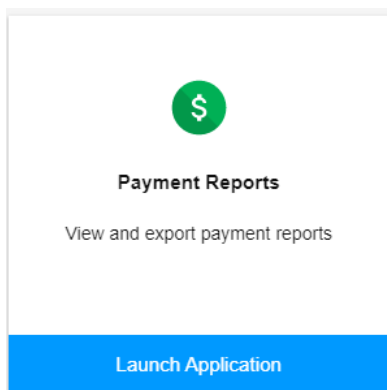 $
Payment Reports
View and export payment reports
Launch Application